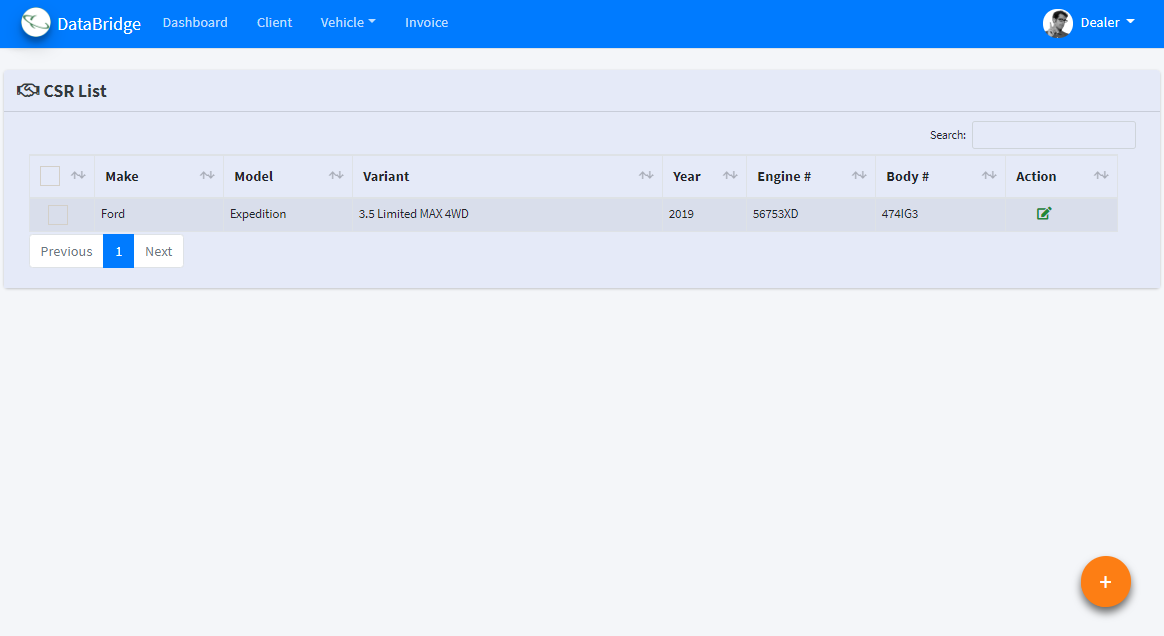 DataBridge Dashboard Client Vehicle Invoice Dealer
CSR List
Search:
Make Model Variant Year Engine # Body # Action
Ford Expedition 3.5 Limited MAX 4WD 2019 56753XD 474IG3
Previous 1 Next
+